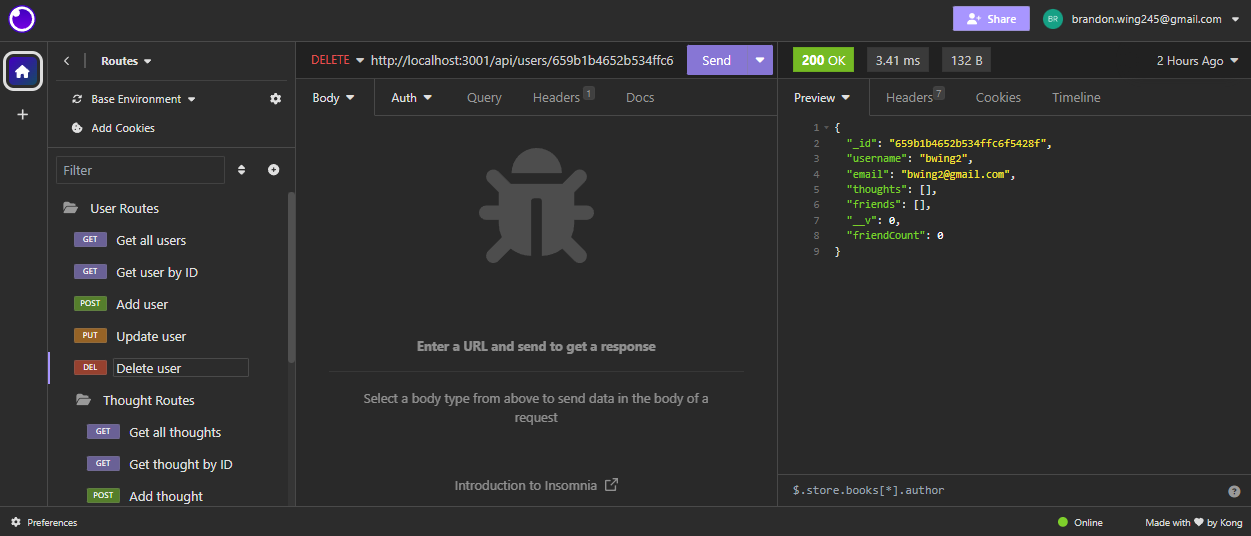 Share
BR
brandon.wing245@gmail.com
Routes
DELETE
http://localhost:3001/api/users/659b1b4652b534ffc6
Send
200 OK
3.41 ms
132 B
2 Hours Ago
Base Environment
Add Cookies
Body
Auth
Query
Headers 1
Docs
Preview
Headers 7
Cookies
Timeline
Filter
User Routes
GET Get all users
GET Get user by ID
POST Add user
PUT Update user
DEL Delete user
Thought Routes
GET Get all thoughts
GET Get thought by ID
POST Add thought
Enter a URL and send to get a response
Select a body type from above to send data in the body of a
request
Introduction to Insomnia
1 {
2 "_id": "659b1b4652b534ffc6f5428f",
3 "username": "bwing2",
4 "email": "bwing2@gmail.com",
5 "thoughts": [],
6 "friends": [],
7 "__v": 0,
8 "friendCount": 0
9 }
$.store.books[*].author
?
Preferences
Online
Made with ♥ by Kong